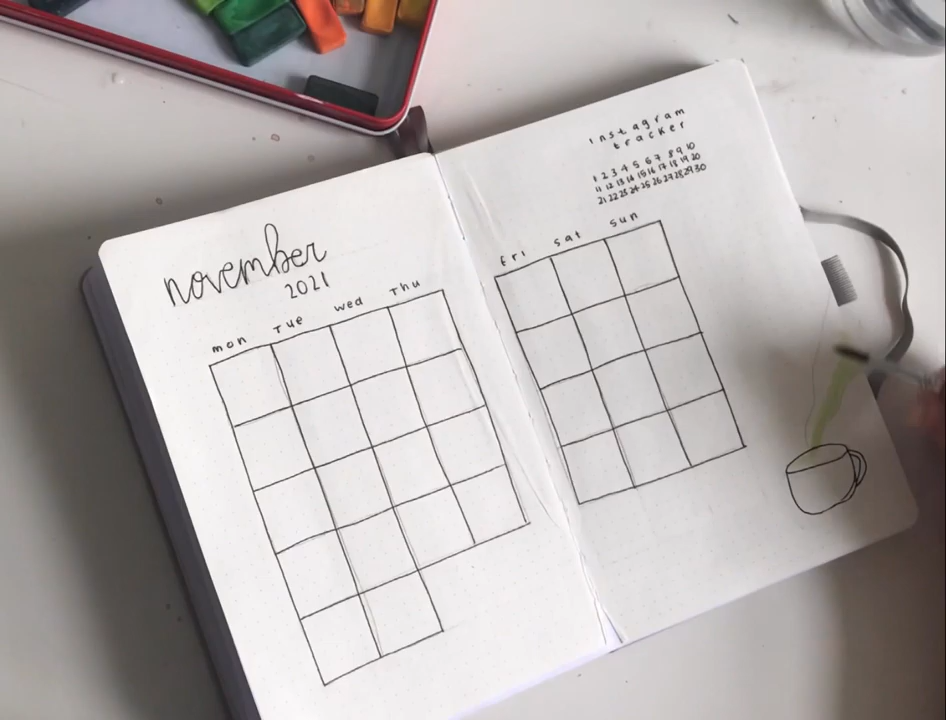 november
2021
mon Tue wed Thu
Instagram
tracker
1 2 3 4 5 6 7 8 9 10
11 12 13 14 15 16 17 18 19 20
21 22 23 24 25 26 27 28 29 30
fri sat sun